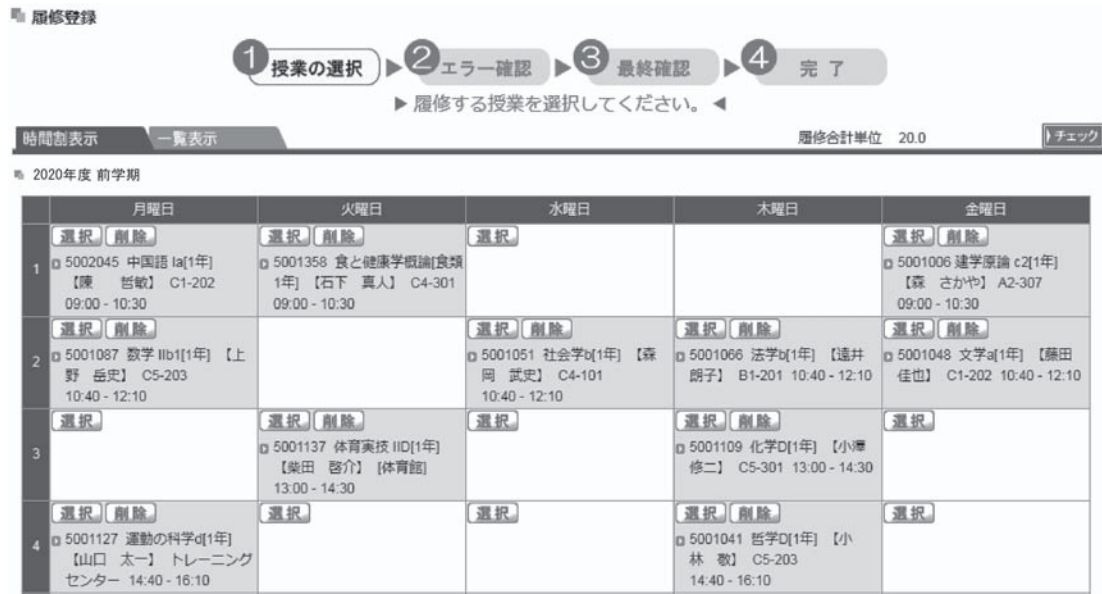 履修登録
1 授業の選択 ▶ 2 エラー確認 ▶ 3 最終確認 ▶ 4 完了
▶ 履修する授業を選択してください。 ◀
時間割表示 一覧表示 履修合計単位 20.0 チェック
2020年度 前学期
月曜日 火曜日 水曜日 木曜日 金曜日
1
選択 削除
5002045 中国語 Ia[1年]
【陳 哲敏】 C1-202
09:00 - 10:30
選択 削除
5001358 食と健康学概論[食類
1年] 【石下 真人】 C4-301
09:00 - 10:30
選択
選択 削除
5001006 建学原論 c2[1年]
【森 さかや】 A2-307
09:00 - 10:30
2
選択 削除
5001087 数学 IIb1[1年] 【上
野 岳史】 C5-203
10:40 - 12:10
選択 削除
5001051 社会学b[1年] 【森
岡 武史】 C4-101
10:40 - 12:10
選択 削除
5001066 法学b[1年] 【遠井
朗子】 B1-201 10:40 - 12:10
選択 削除
5001048 文学a[1年] 【藤田
佳也】 C1-202 10:40 - 12:10
3
選択
選択 削除
5001137 体育実技 IID[1年]
【柴田 啓介】 [体育館]
13:00 - 14:30
選択
選択 削除
5001109 化学D[1年] 【小澤
修二】 C5-301 13:00 - 14:30
選択
4
選択 削除
5001127 運動の科学d[1年]
【山口 太一】 トレーニング
センター 14:40 - 16:10
選択
選択
選択 削除
5001041 哲学D[1年] 【小
林 敬】 C5-203
14:40 - 16:10
選択